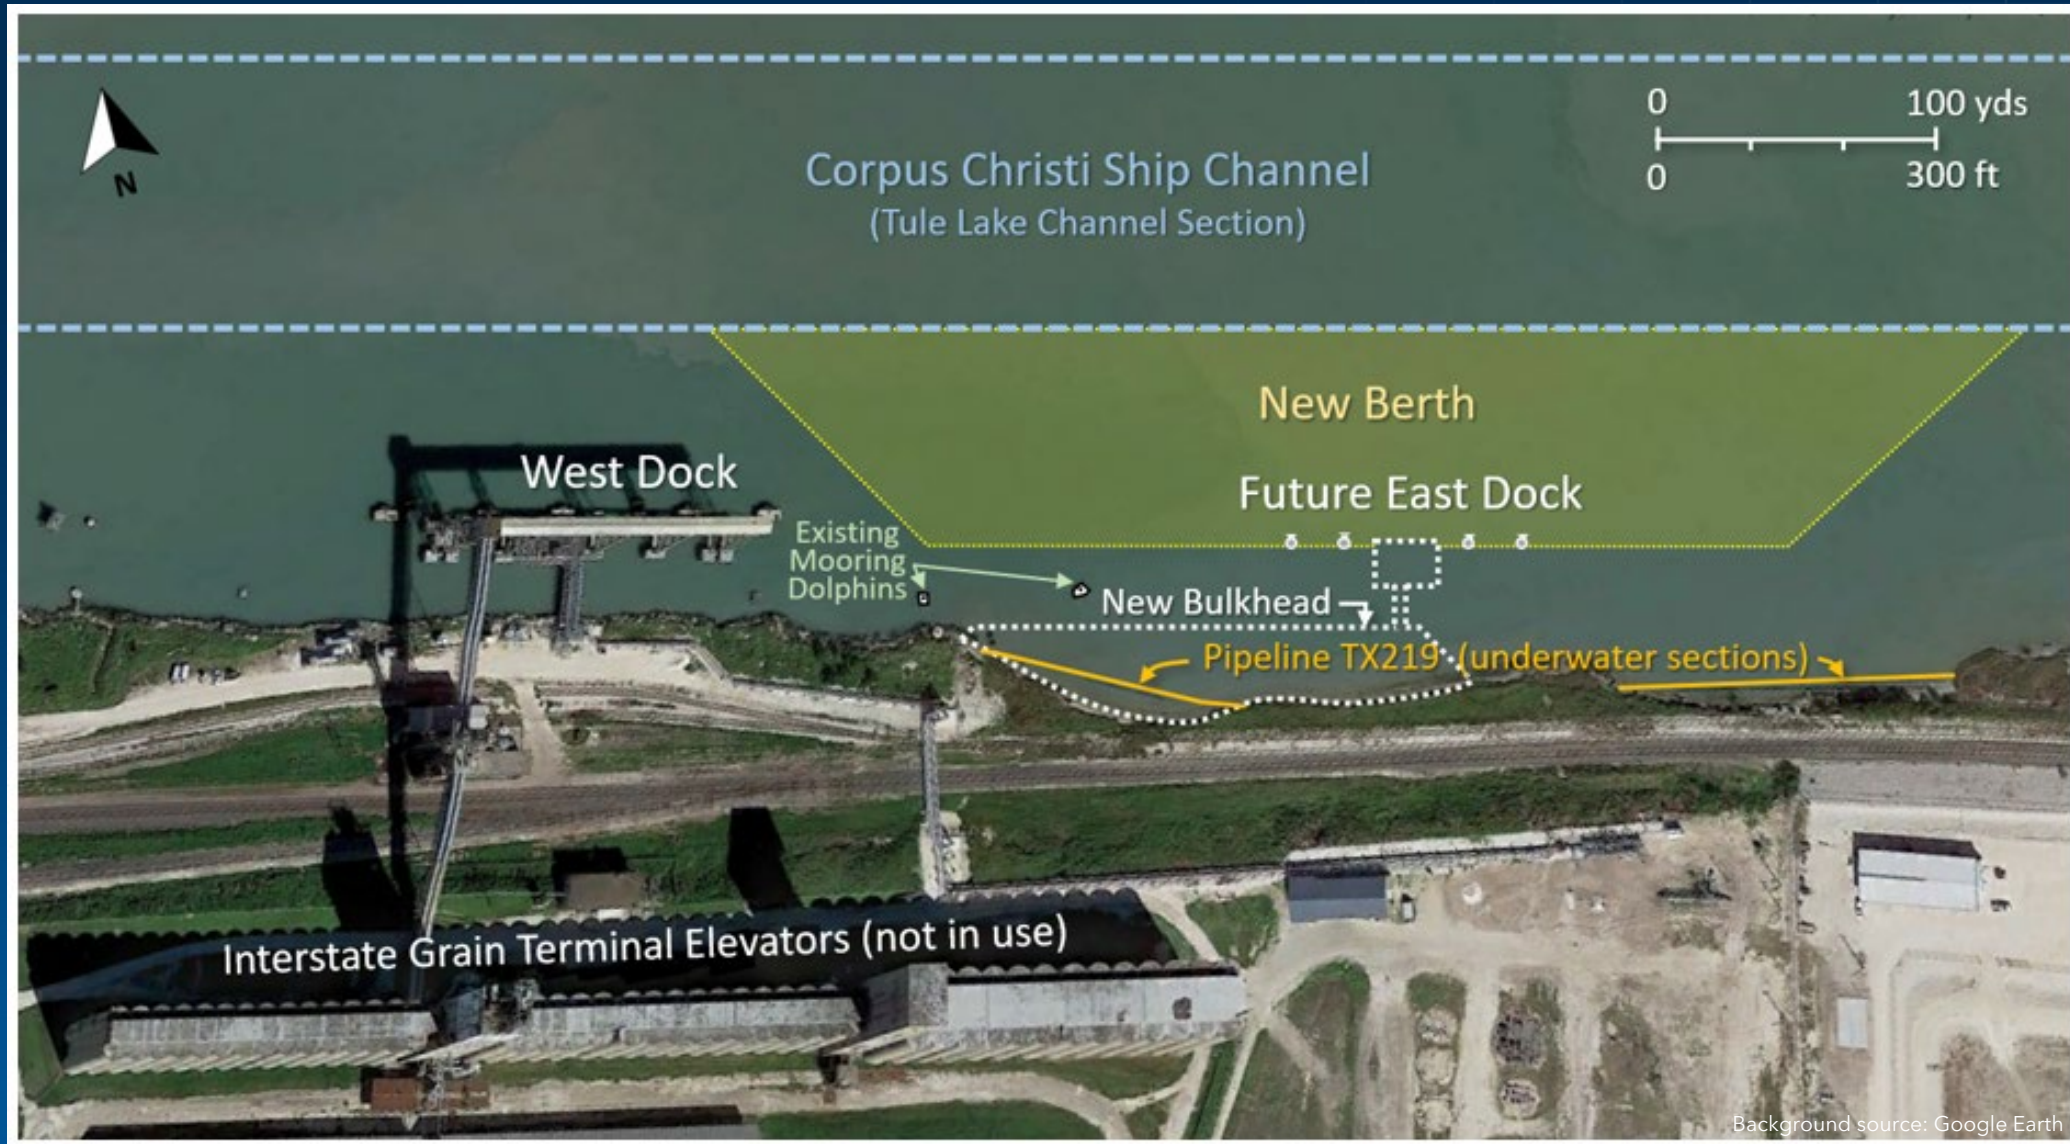 0 100 yds
0 300 ft
N
Corpus Christi Ship Channel
(Tule Lake Channel Section)
New Berth
West Dock
Future East Dock
Existing
Mooring
Dolphins
New Bulkhead
Pipeline TX219 (underwater sections)
Interstate Grain Terminal Elevators (not in use)
Background source: Google Earth